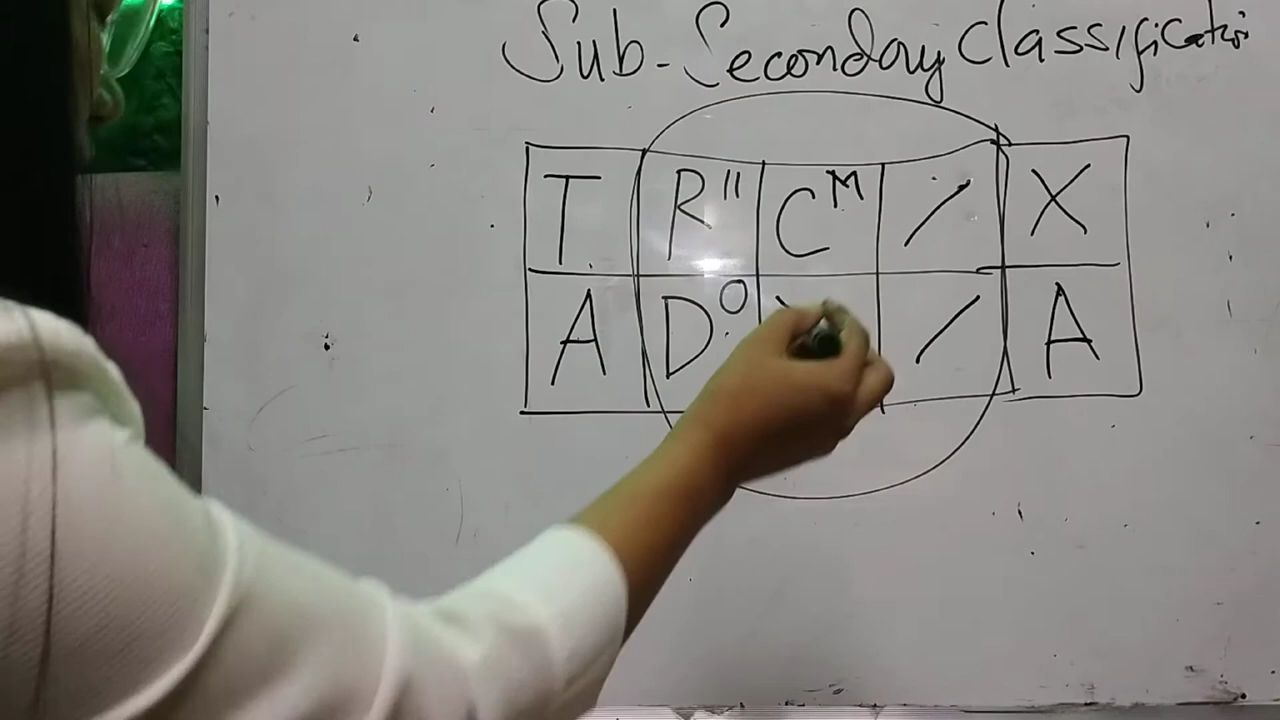 Sub-Secondary Classification
T R" C^M / X
A D^O / A